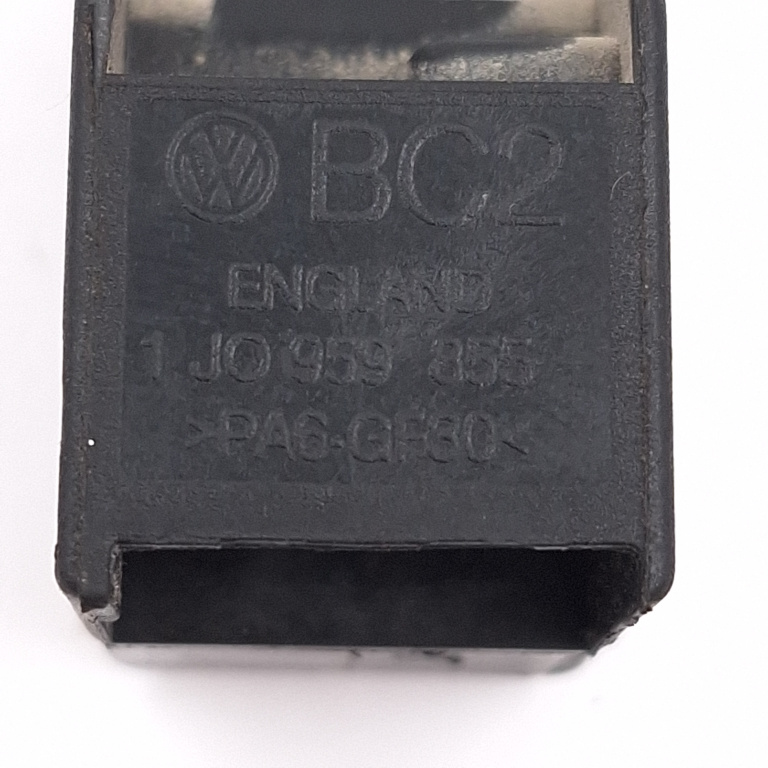 BC2
ENGLAND
1 J0 959 855
>PA6-GF30<